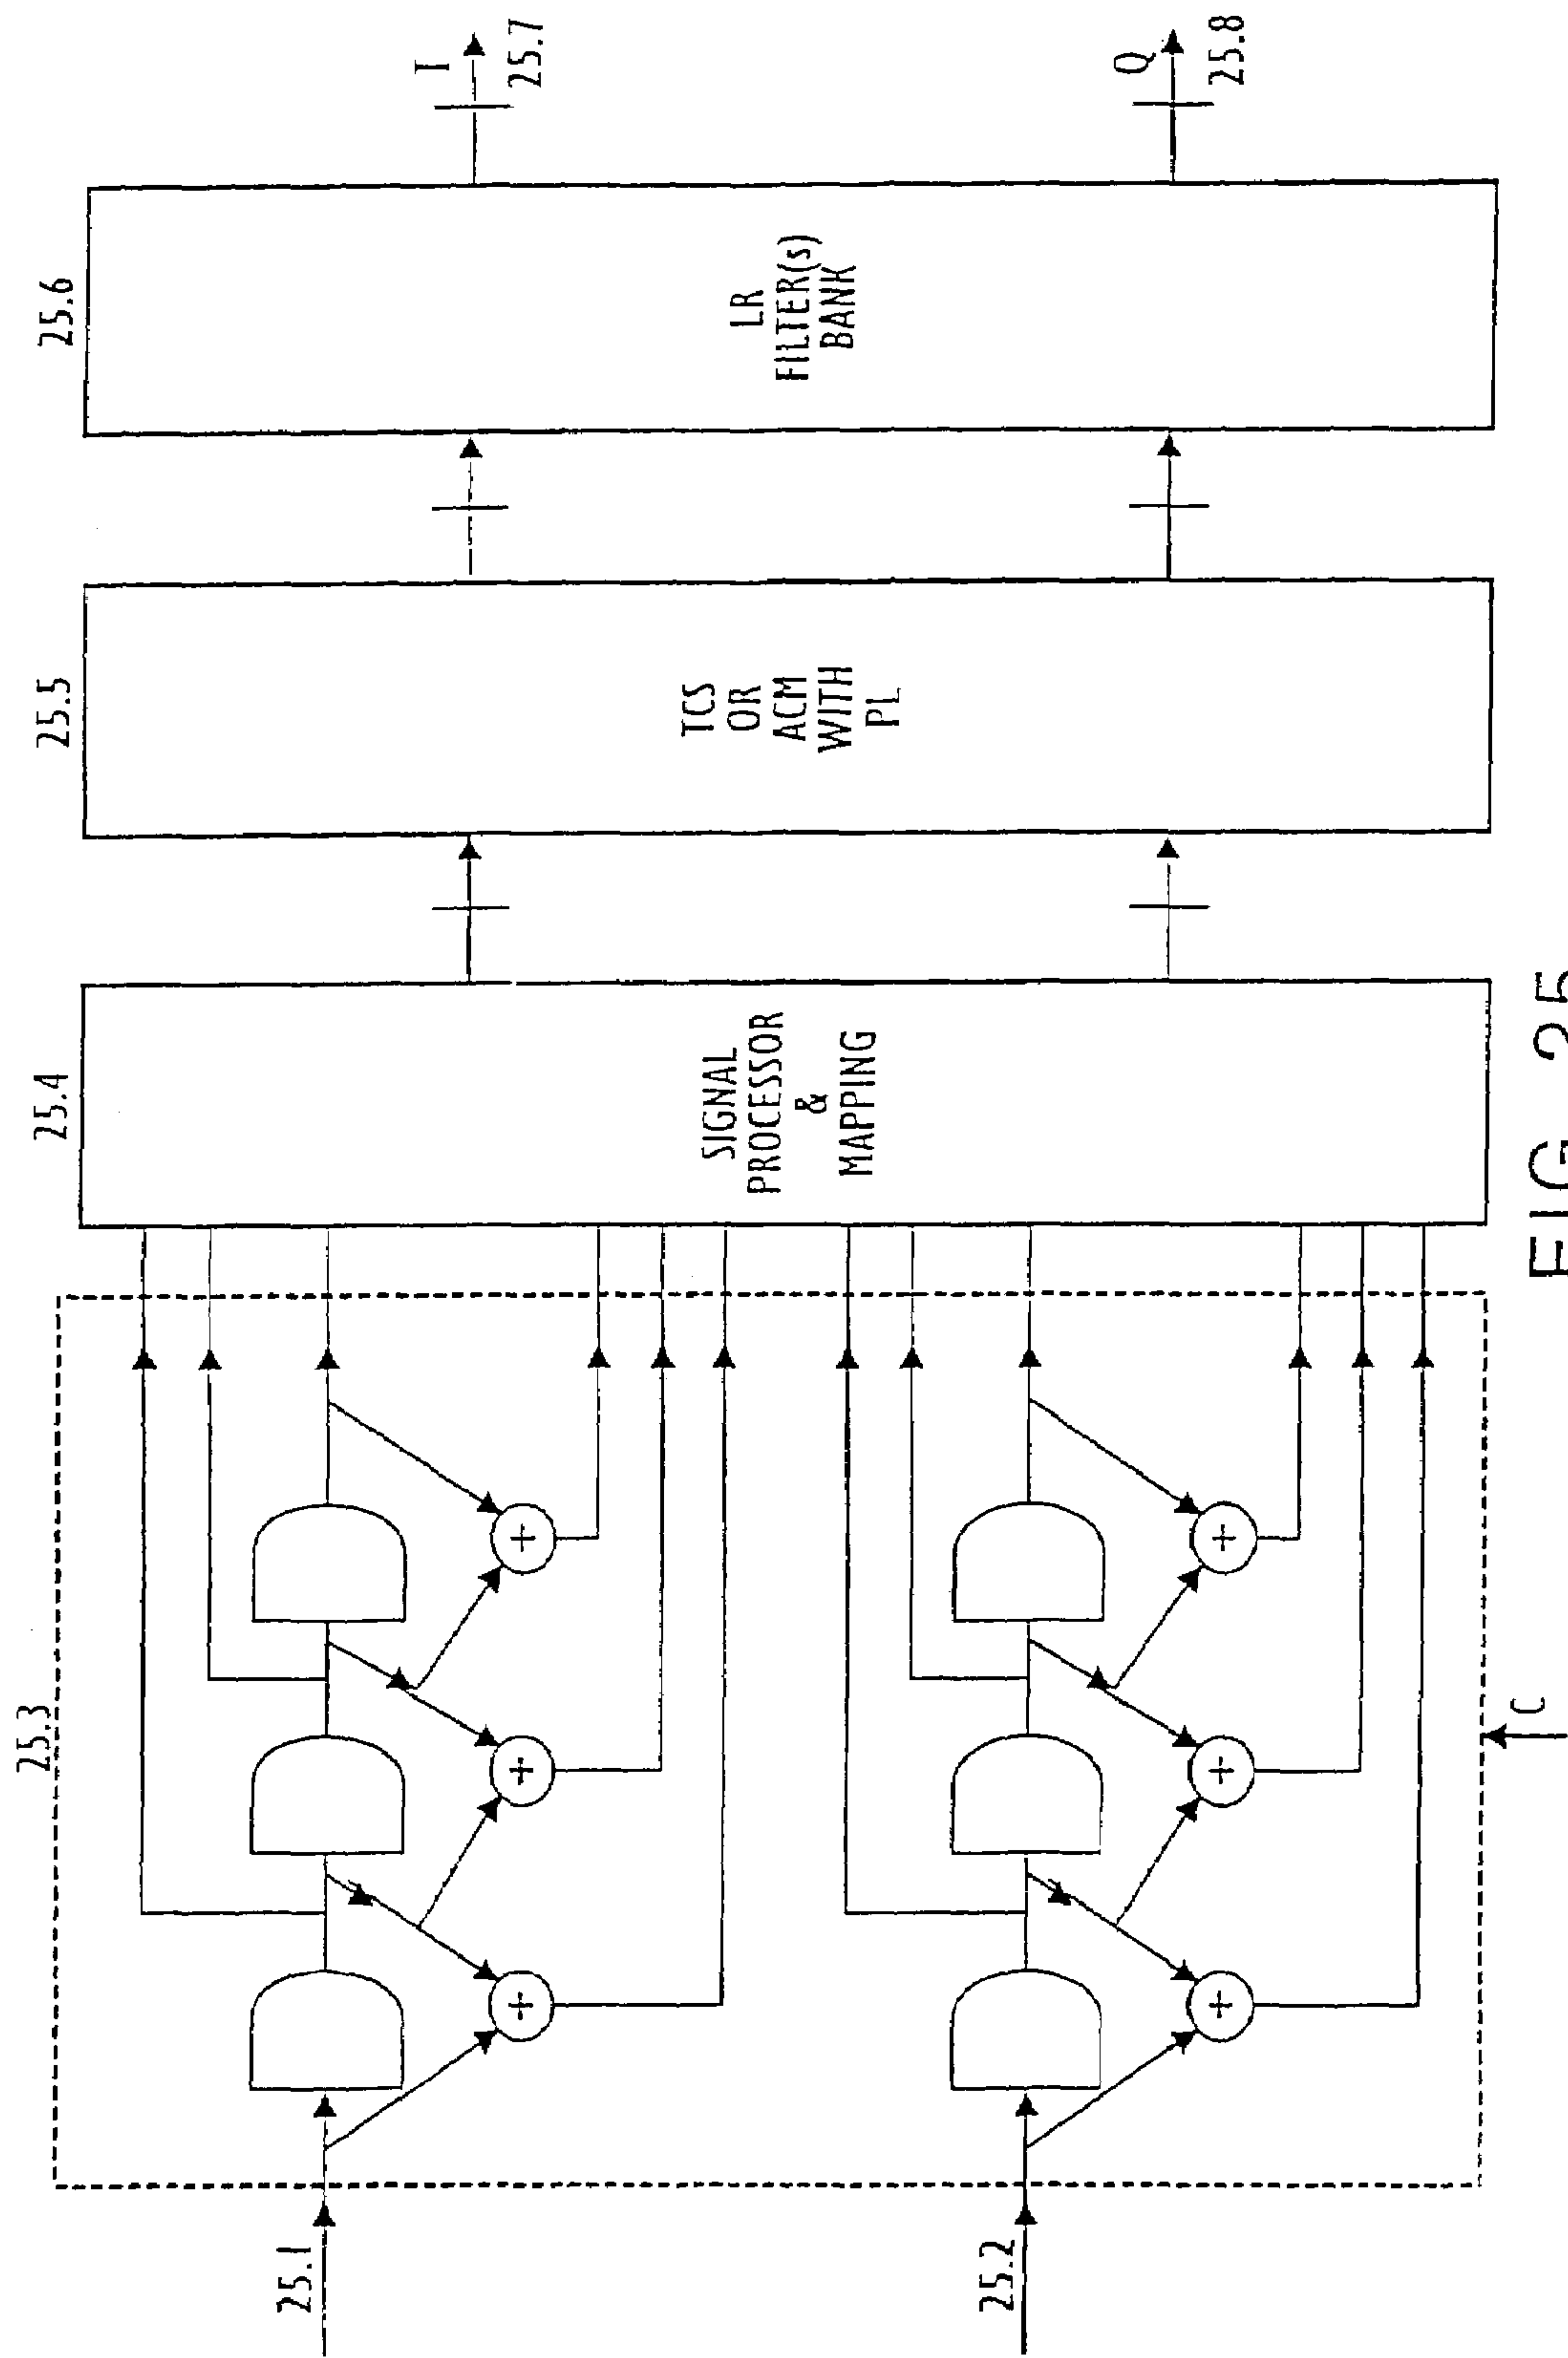 25.1
25.2
25.3
+
+
+
+
+
+
C
25.4
SIGNAL
PROCESSOR
&
MAPPING
25.5
TCS
OR
ACM
WITH
PL
25.6
LR
FILTER(s)
BANK
I
25.7
Q
25.8
FIG 25